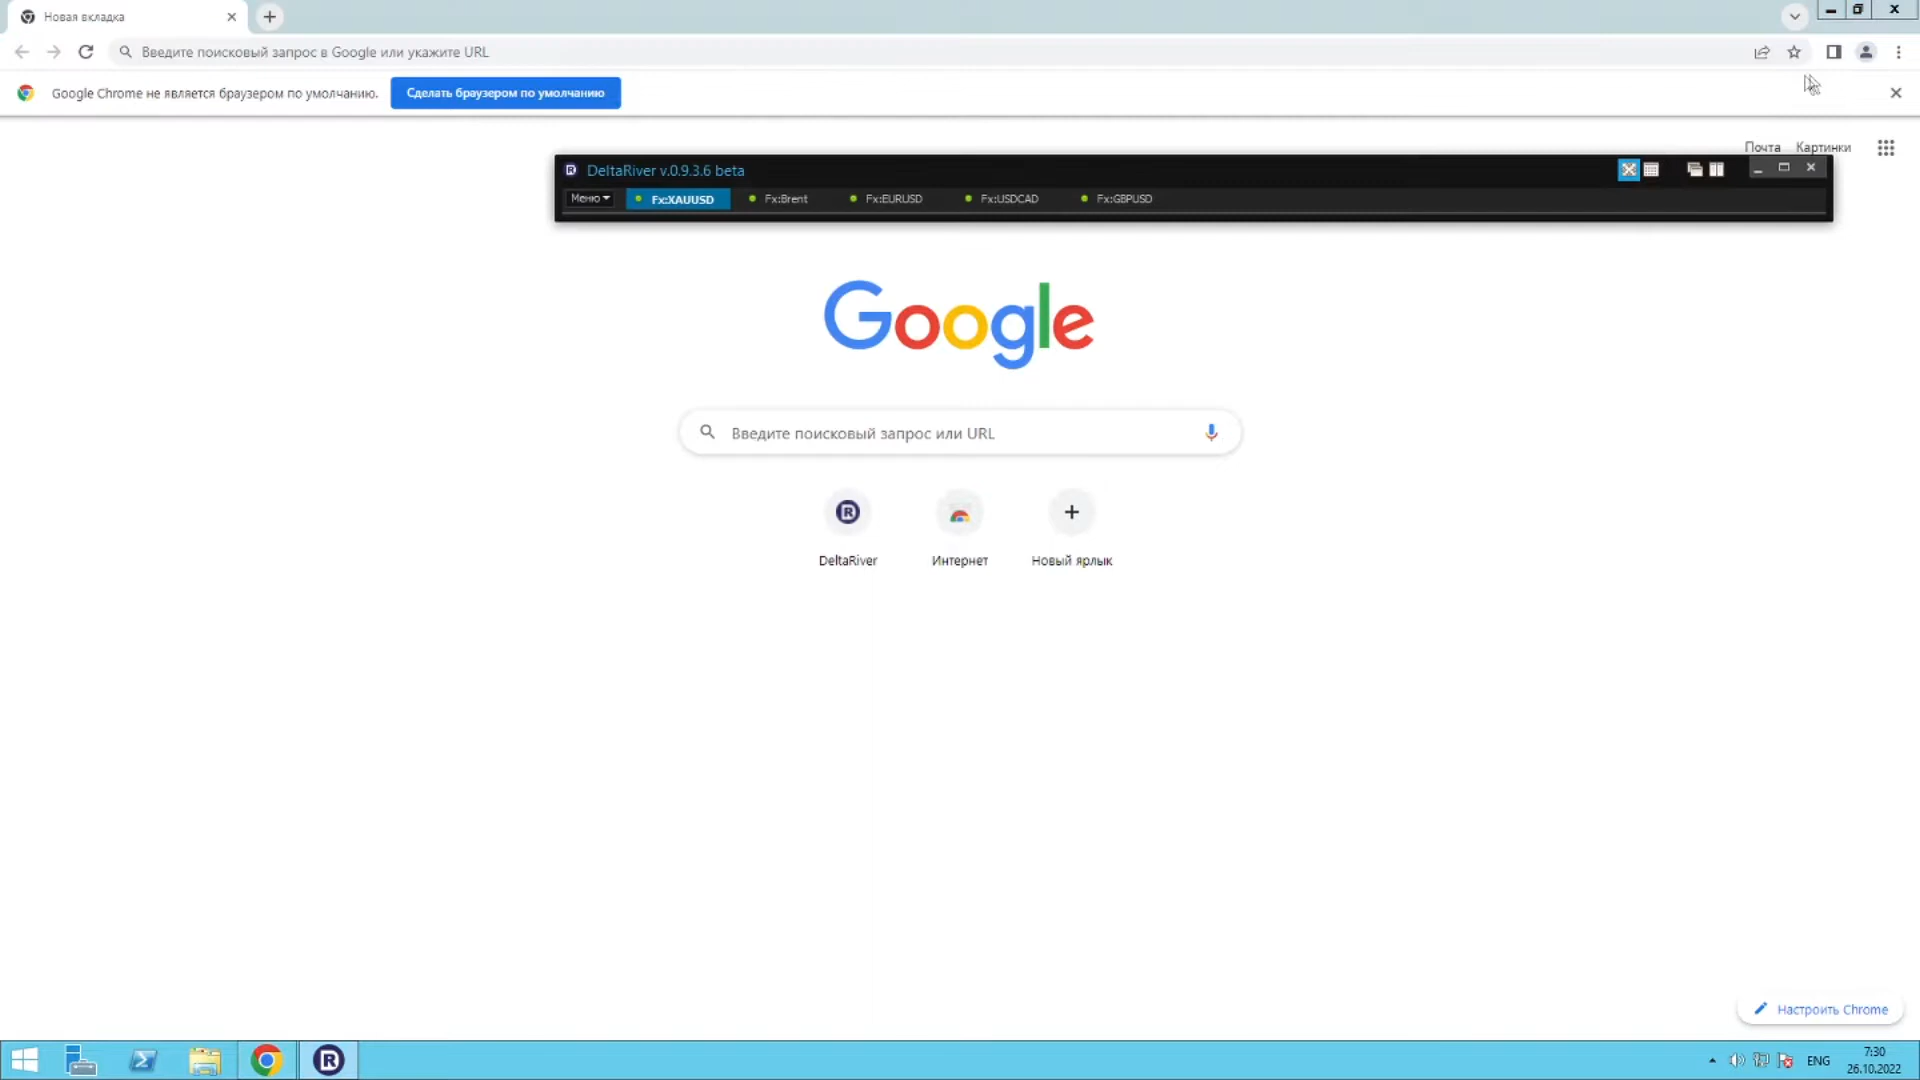 Новая вкладка
Введите поисковый запрос в Google или укажите URL
Google Chrome не является браузером по умолчанию.
Сделать браузером по умолчанию
Почта Картинки
DeltaRiver v.0.9.3.6 beta
Меню Fx:XAUUSD Fx:Brent Fx:EURUSD Fx:USDCAD Fx:GBPUSD
Google
Введите поисковый запрос или URL
DeltaRiver Интернет Новый ярлык
Настроить Chrome
ENG
7:30
26.10.2022